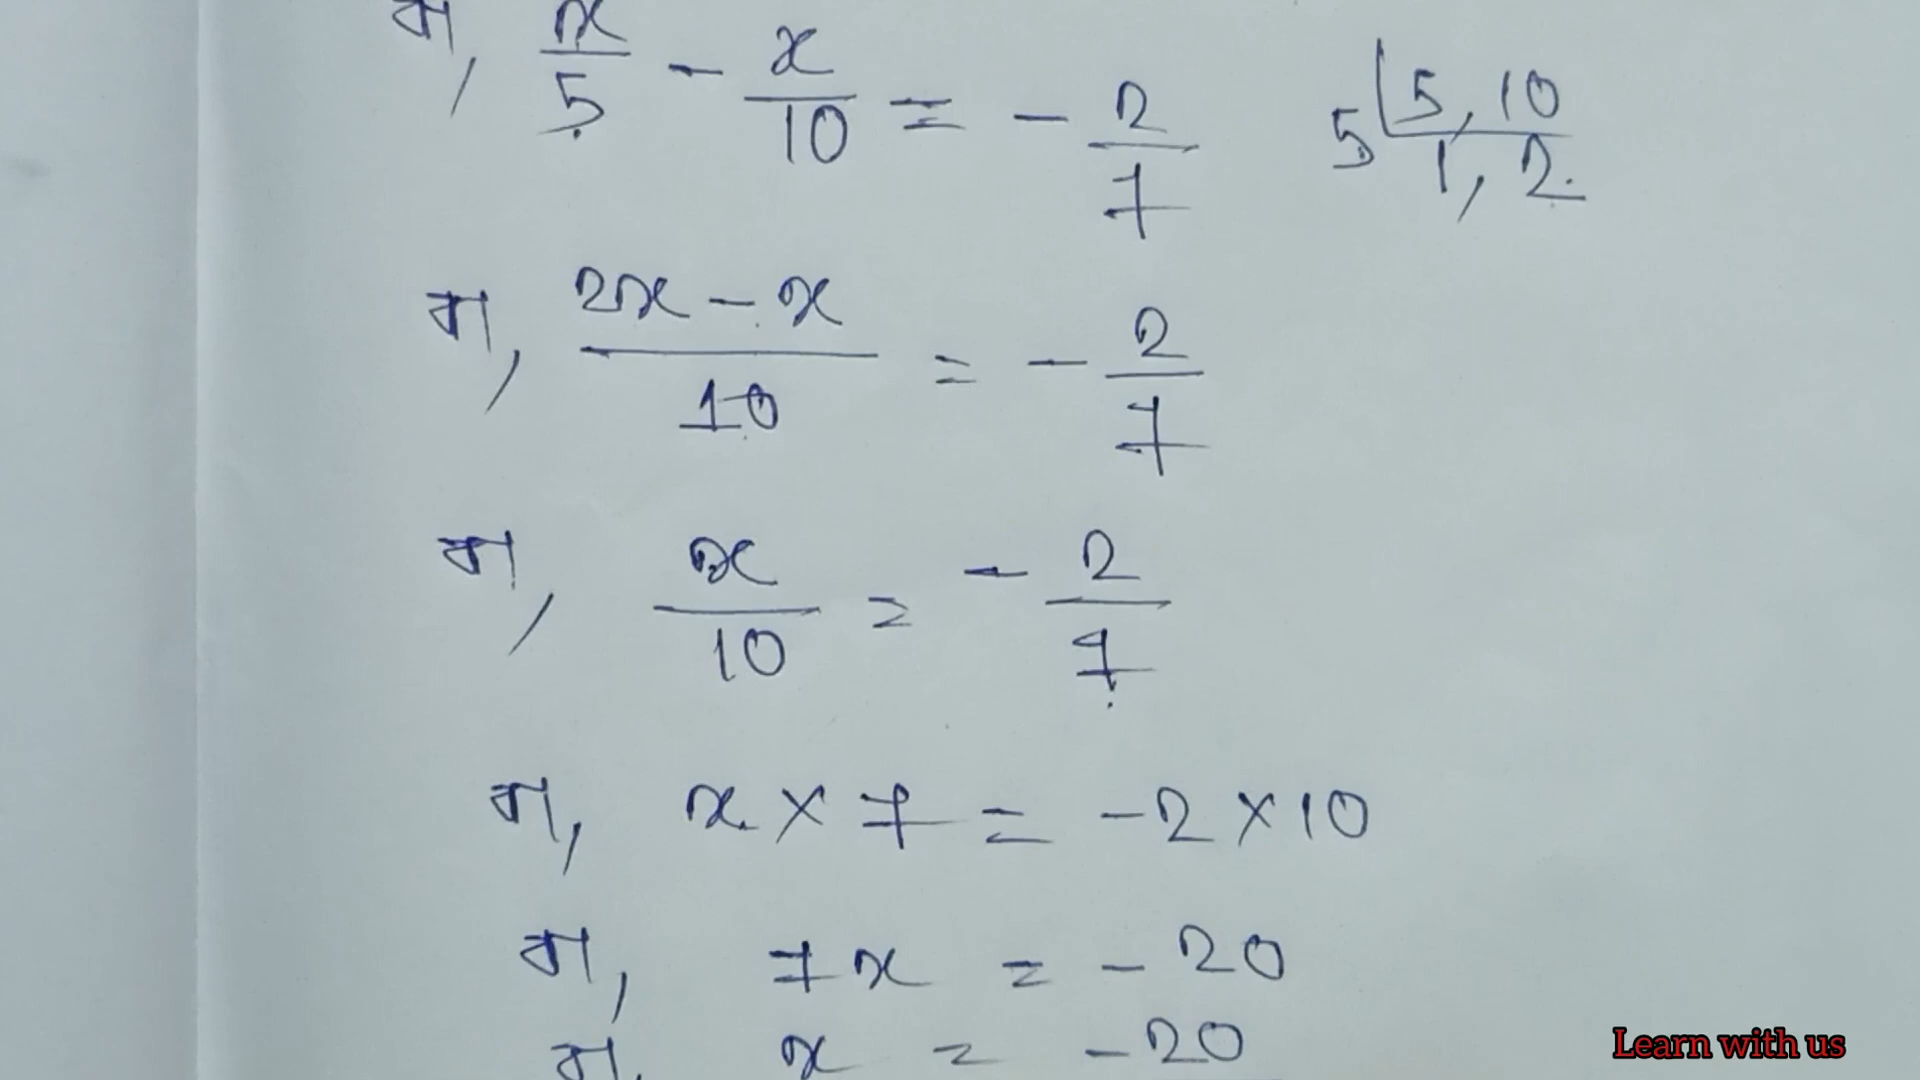 বা, x/5 - x/10 = - 2/7
5 | 5, 10
1, 2
বা, 2x - x / 10 = - 2/7
বা, x/10 = - 2/7
বা, x × 7 = -2 × 10
বা, 7x = - 20
বা, x = - 20
Learn with us